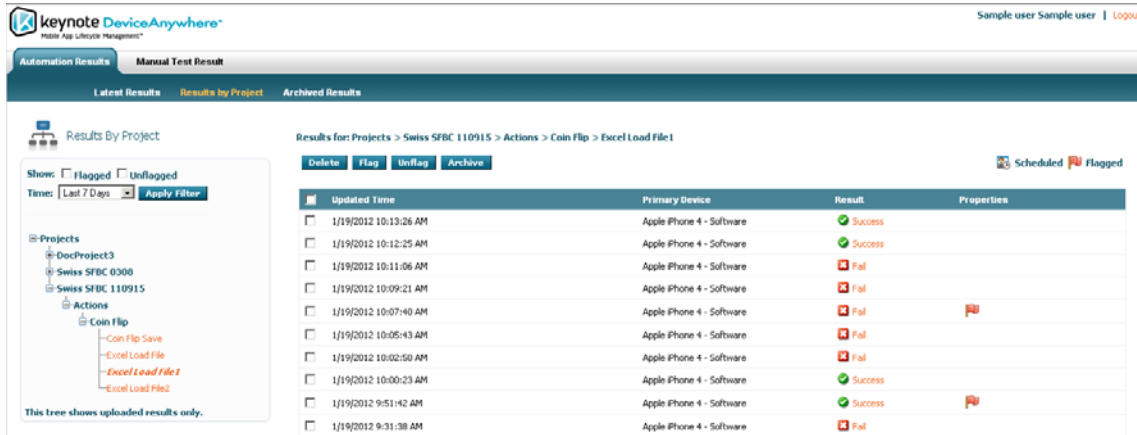 keynote DeviceAnywhere
Mobile App Lifecycle Management
Sample user Sample user | Logou
Automation Results Manual Test Result
Latest Results Results by Project Archived Results
Results By Project
Show: Flagged Unflagged
Time: Last 7 Days Apply Filter
Projects
DocProject3
Swiss SFBC 0308
Swiss SFBC 110915
Actions
Coin Flip
Coin Flip Save
Excel Load File
Excel Load File1
Excel Load File2
This tree shows uploaded results only.
Results for: Projects > Swiss SFBC 110915 > Actions > Coin Flip > Excel Load File1
Delete Flag Unflag Archive Scheduled Flagged
Updated Time Primary Device Result Properties
1/19/2012 10:13:26 AM Apple iPhone 4 - Software Success
1/19/2012 10:12:25 AM Apple iPhone 4 - Software Success
1/19/2012 10:11:06 AM Apple iPhone 4 - Software Fail
1/19/2012 10:09:21 AM Apple iPhone 4 - Software Fail
1/19/2012 10:07:40 AM Apple iPhone 4 - Software Fail
1/19/2012 10:05:43 AM Apple iPhone 4 - Software Fail
1/19/2012 10:02:50 AM Apple iPhone 4 - Software Fail
1/19/2012 10:00:23 AM Apple iPhone 4 - Software Success
1/19/2012 9:51:42 AM Apple iPhone 4 - Software Success
1/19/2012 9:31:38 AM Apple iPhone 4 - Software Fail